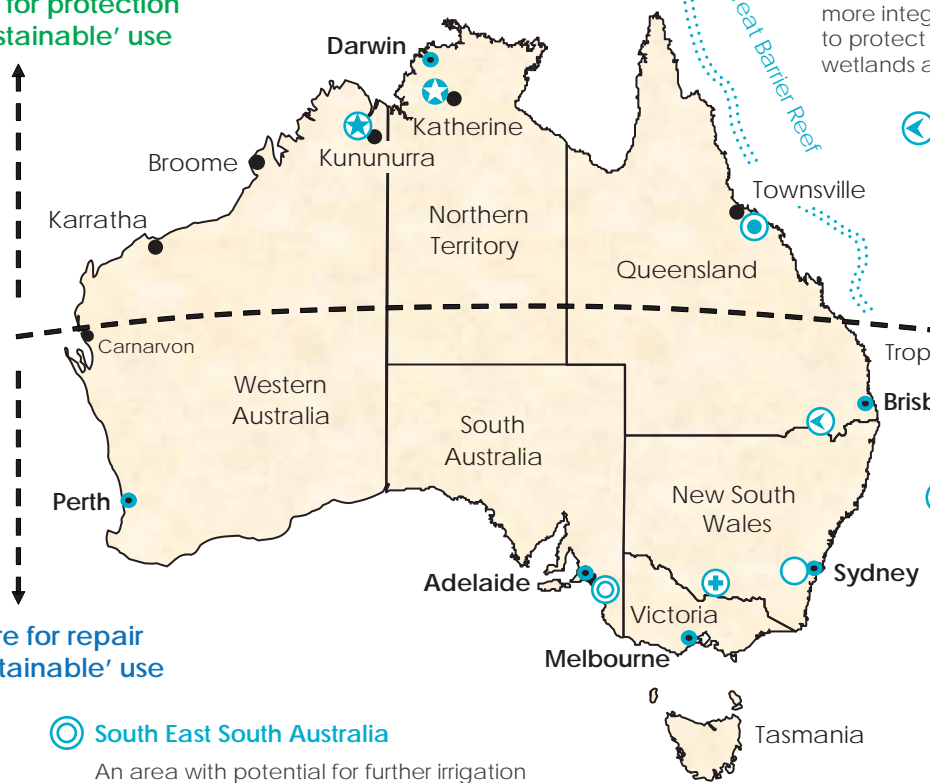 for protection
stainable' use
more integ
to protect
wetlands a
Great Barrier Reef
Darwin
Katherine
Kununurra
Broome
Karratha
Townsville
Northern
Territory
Queensland
Carnarvon
Trop
Western
Australia
South
Australia
Brisb
New South
Wales
Perth
Adelaide
Sydney
Victoria
Melbourne
re for repair
tainable' use
South East South Australia
An area with potential for further irrigation
Tasmania